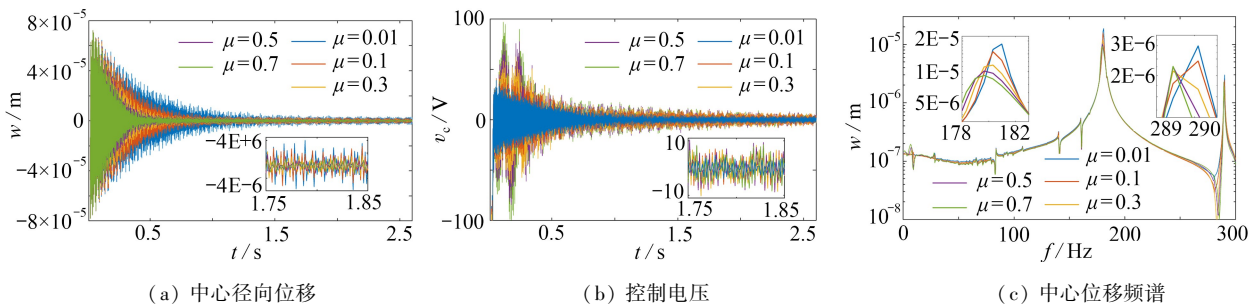 8×10⁻⁵
4×10⁻⁵
0
−4×10⁻⁵
−8×10⁻⁵
w / m
μ=0.5
μ=0.7
μ=0.01
μ=0.1
μ=0.3
−4E+6
−4E−6
1.75
1.85
0.5
1.5
2.5
t / s
(a) 中心径向位移
100
0
−100
v_c / V
μ=0.5
μ=0.7
μ=0.01
μ=0.1
μ=0.3
10
−10
1.75
1.85
0.5
1.5
2.5
t / s
(b) 控制电压
10⁻⁵
10⁻⁶
10⁻⁷
10⁻⁸
w / m
2E−5
1E−5
5E−6
178
182
3E−6
2E−6
289
290
μ=0.01
μ=0.5
μ=0.1
μ=0.7
μ=0.3
0
100
200
300
f / Hz
(c) 中心位移频谱